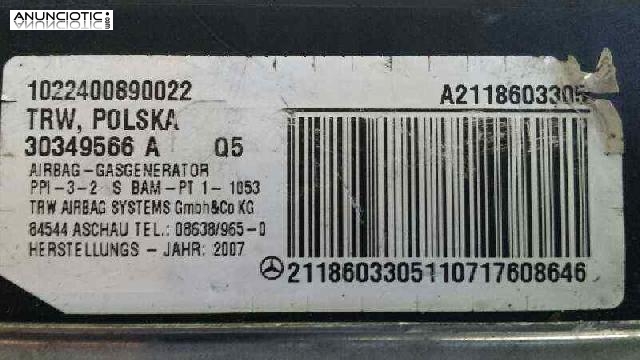 ANUNCIOTIC
1022400890022
A2118603305
TRW, POLSKA
30349566 A Q5
AIRBAG-GASGENERATOR
PPI-3-2 S BAM-PT 1-1053
TRW AIRBAG SYSTEMS Gmbh&Co KG
84544 ASCHAU TEL.: 08638/965-0
HERSTELLUNGS - JAHR: 2007
2118603305110717608646